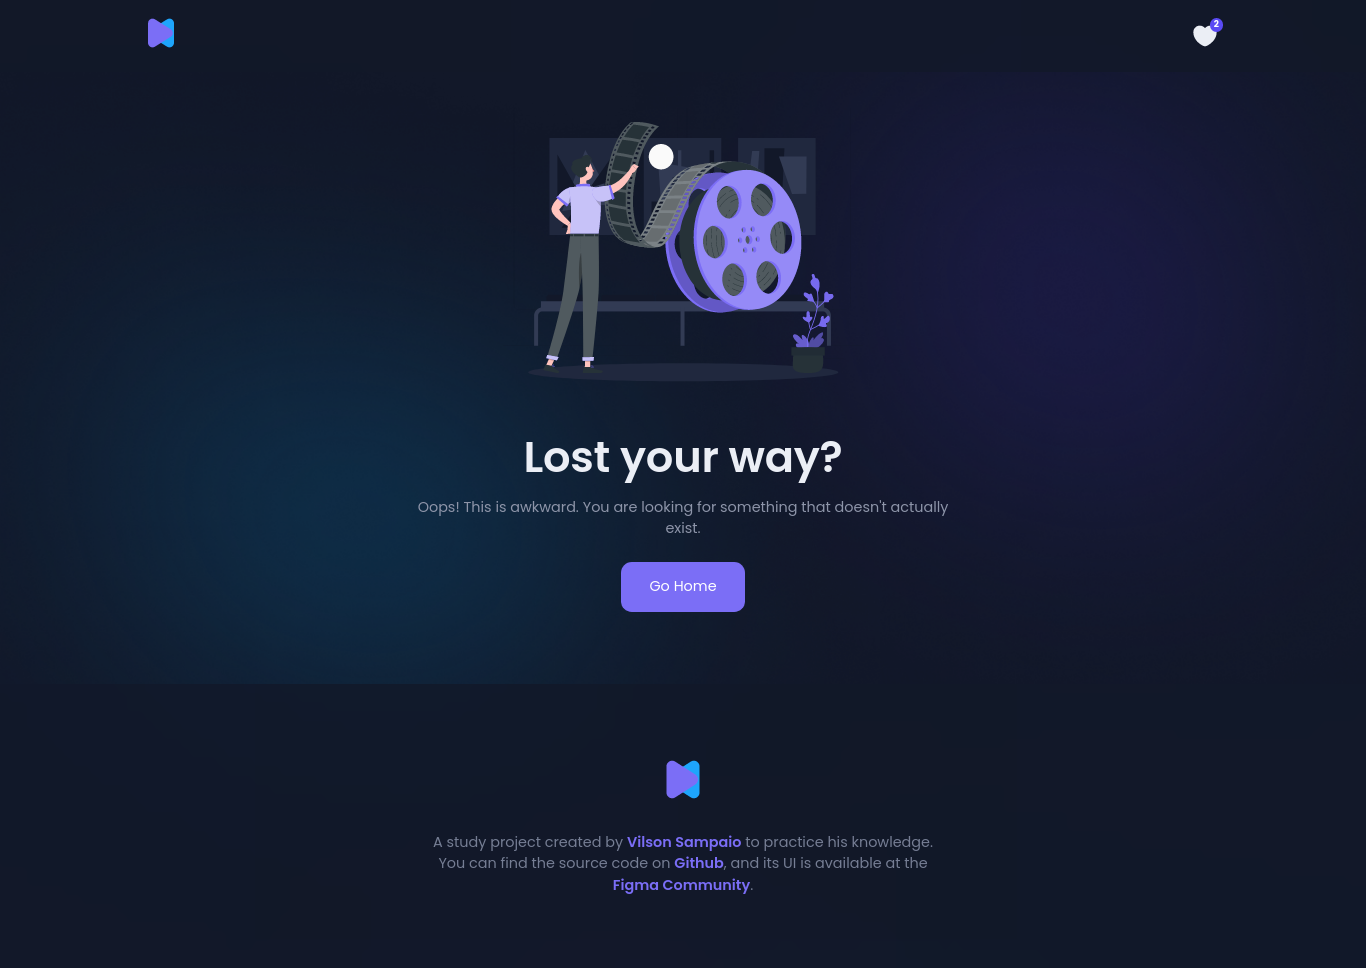 2
Lost your way?
Oops! This is awkward. You are looking for something that doesn't actually
exist.
Go Home
A study project created by Vilson Sampaio to practice his knowledge.
You can find the source code on Github, and its UI is available at the
Figma Community.